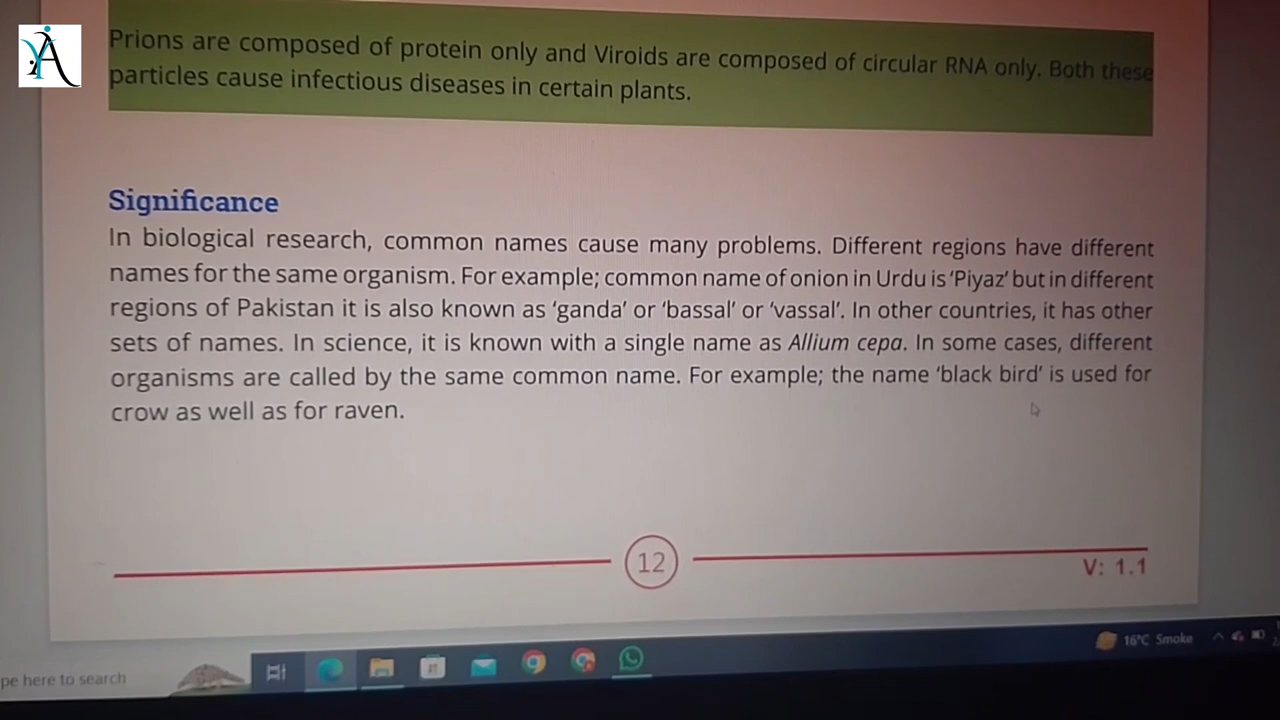 Prions are composed of protein only and Viroids are composed of circular RNA only. Both these
particles cause infectious diseases in certain plants.
Significance
In biological research, common names cause many problems. Different regions have different
names for the same organism. For example; common name of onion in Urdu is ‘Piyaz’ but in different
regions of Pakistan it is also known as ‘ganda’ or ‘bassal’ or ‘vassal’. In other countries, it has other
sets of names. In science, it is known with a single name as Allium cepa. In some cases, different
organisms are called by the same common name. For example; the name ‘black bird’ is used for
crow as well as for raven.
12
V: 1.1
pe here to search
16°C Smoke